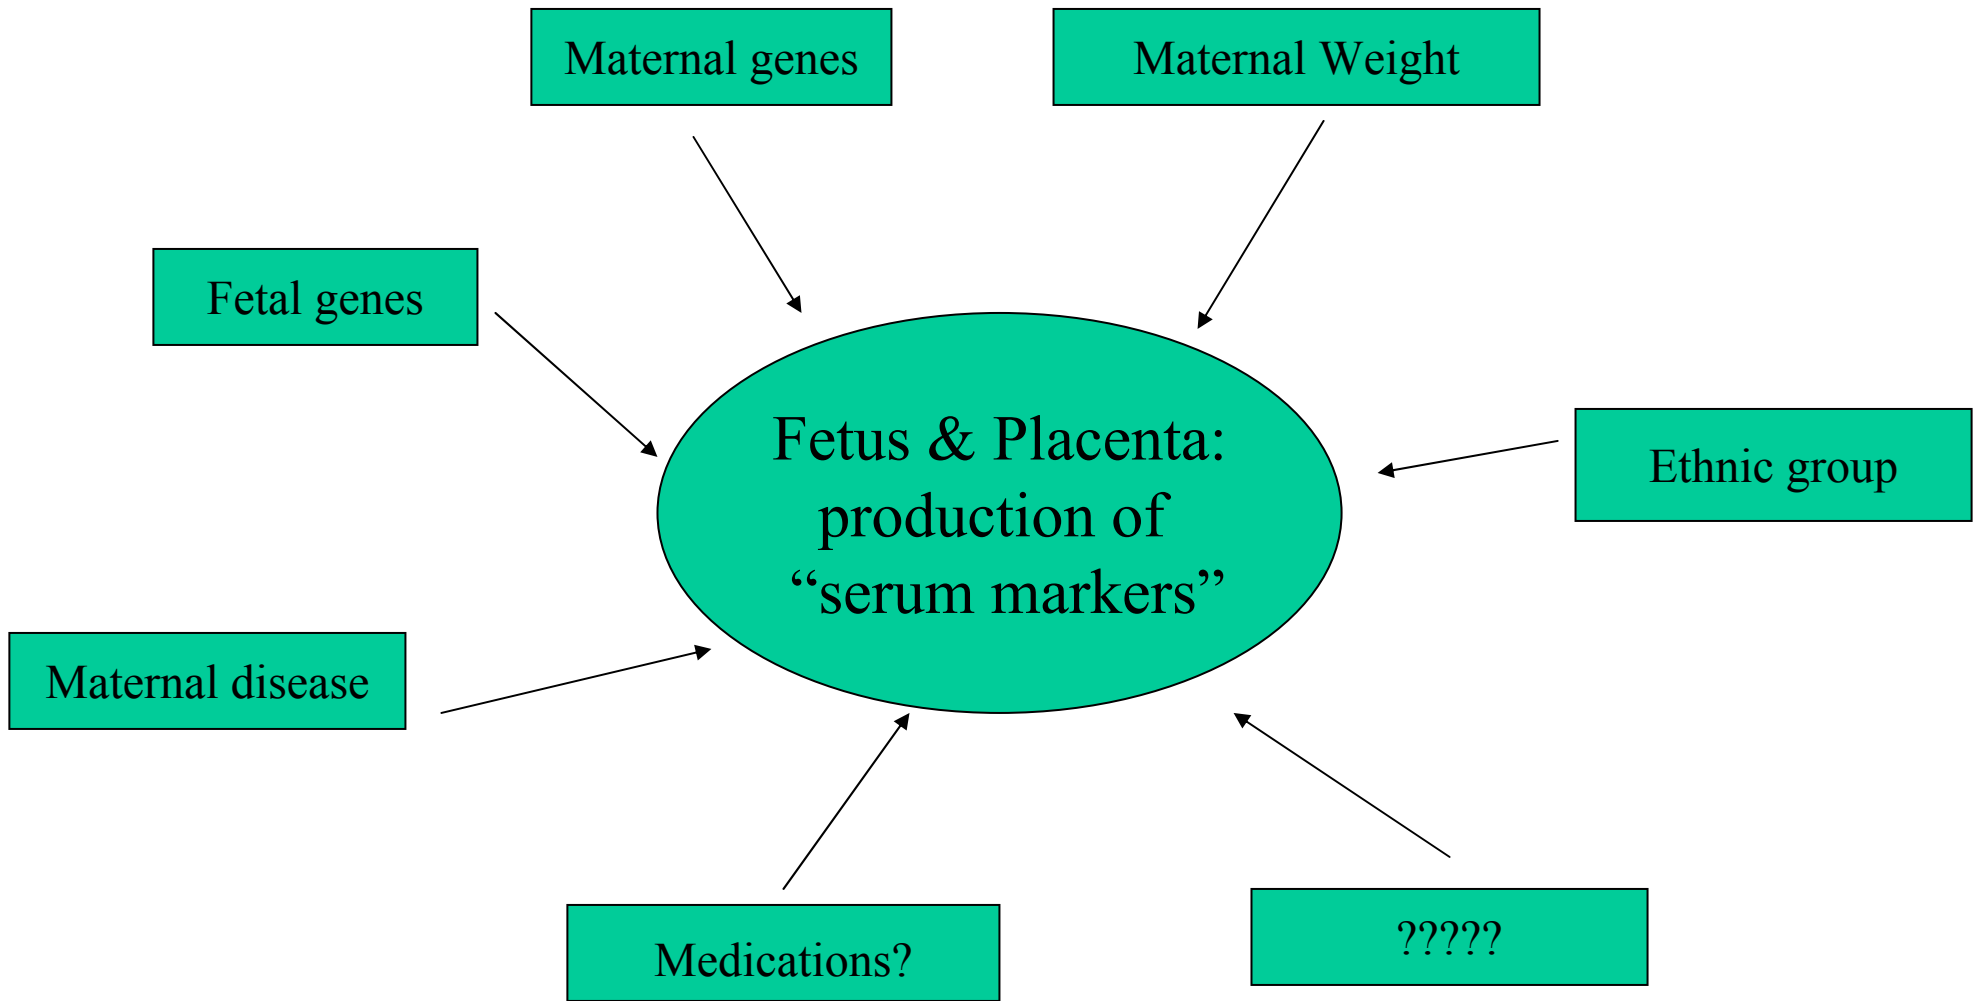 Maternal genes
Maternal Weight
Fetal genes
Fetus & Placenta:
production of
“serum markers”
Ethnic group
Maternal disease
Medications?
?????